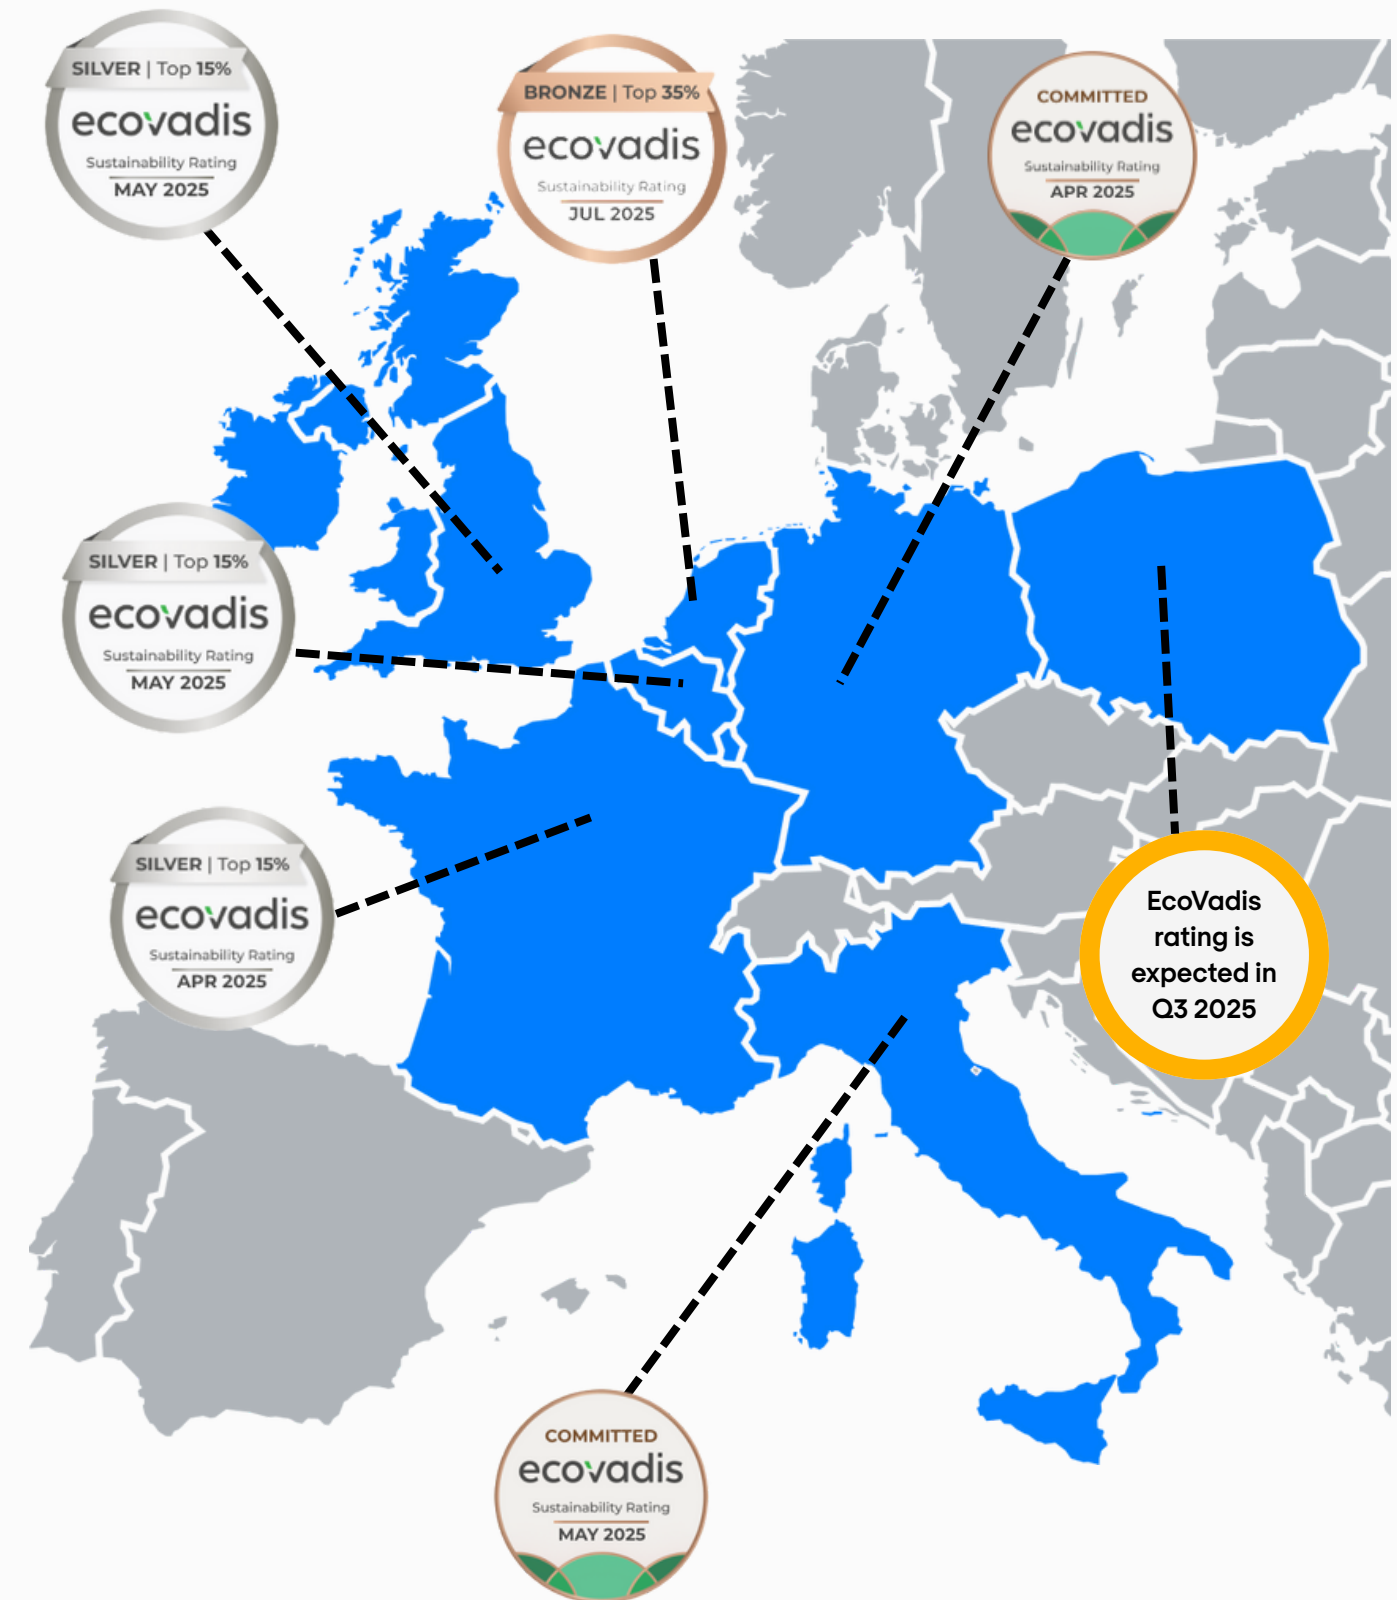 SILVER | Top 15%
ecovadis
Sustainability Rating
MAY 2025
BRONZE | Top 35%
ecovadis
Sustainability Rating
JUL 2025
COMMITTED
ecovadis
Sustainability Rating
APR 2025
SILVER | Top 15%
ecovadis
Sustainability Rating
MAY 2025
SILVER | Top 15%
ecovadis
Sustainability Rating
APR 2025
EcoVadis
rating is
expected in
Q3 2025
COMMITTED
ecovadis
Sustainability Rating
MAY 2025